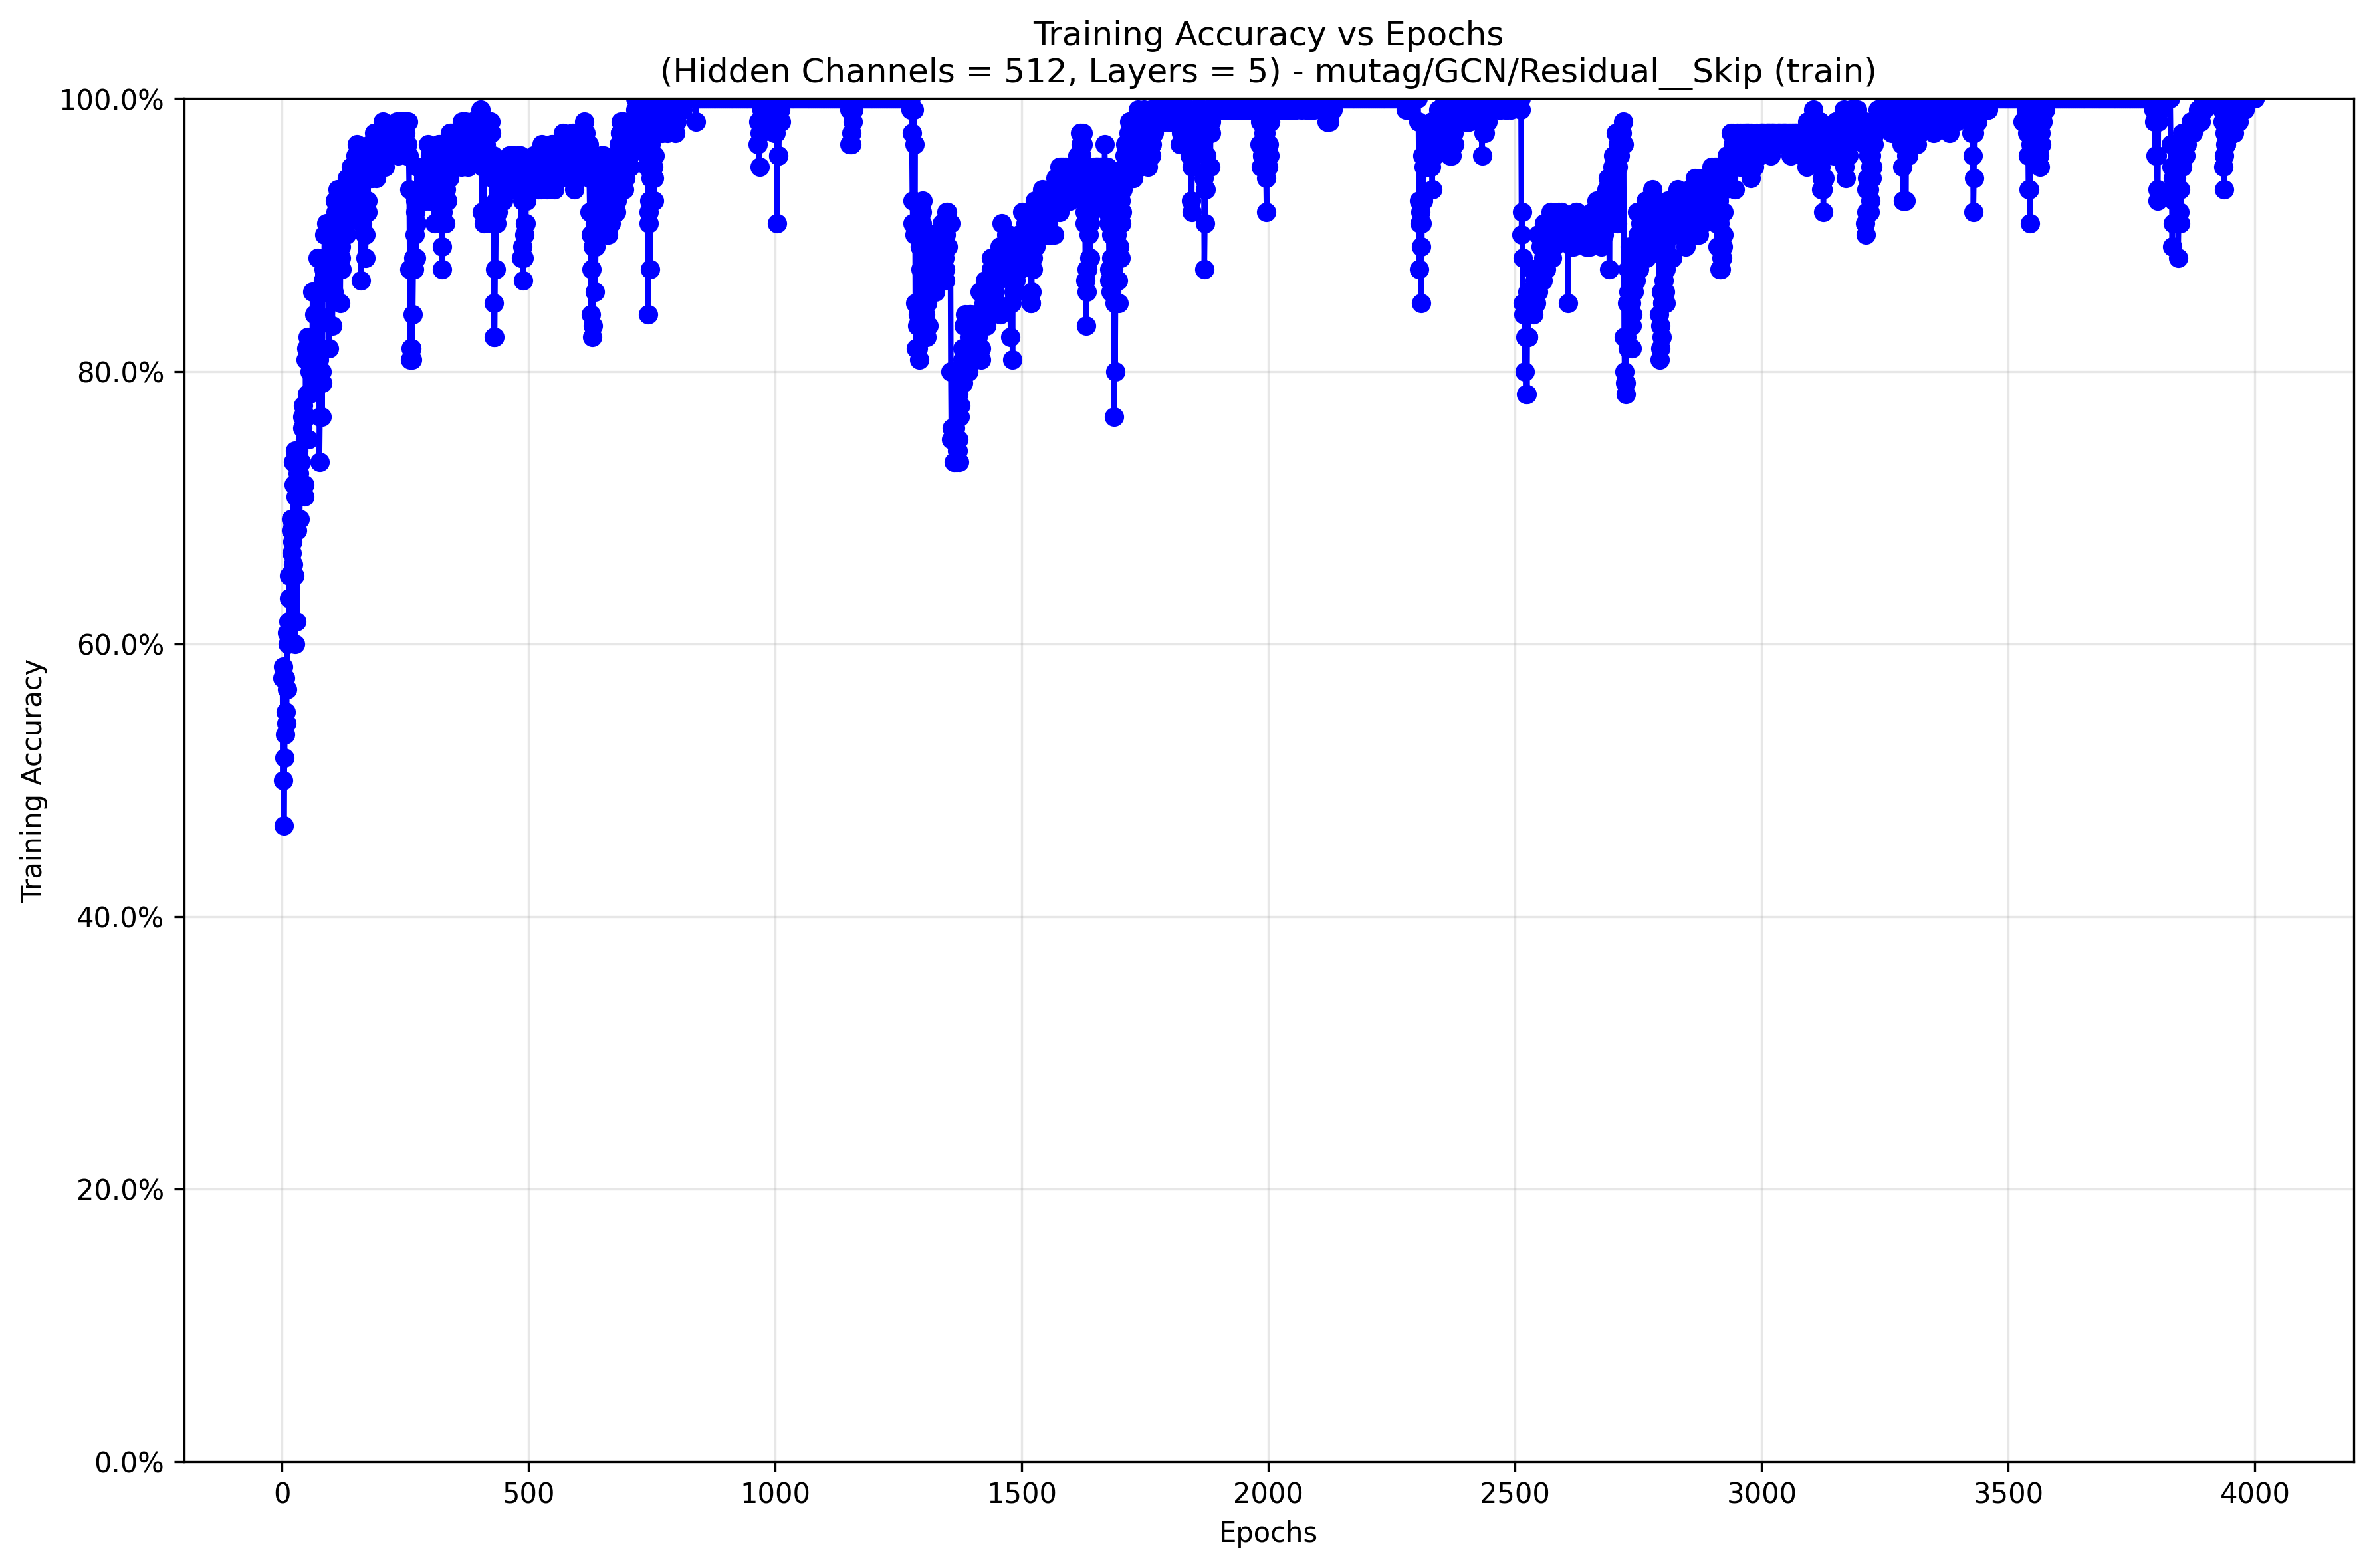 Training Accuracy vs Epochs
(Hidden Channels = 512, Layers = 5) - mutag/GCN/Residual__Skip (train)
100.0%
80.0%
60.0%
40.0%
20.0%
0.0%
Training Accuracy
0 500 1000 1500 2000 2500 3000 3500 4000
Epochs